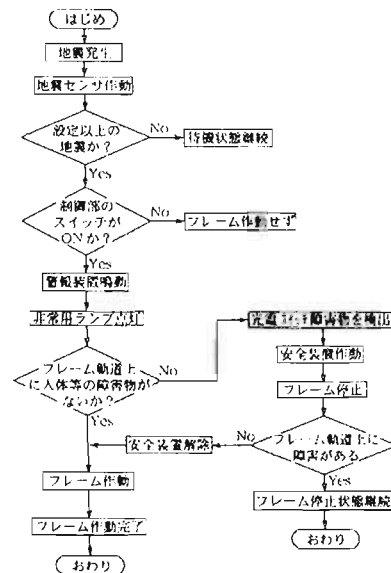 はじめ
地震発生
地震センサ作動
設定以上の
地震か？
No
待機状態継続
Yes
制御部の
スイッチが
ONか？
No
フレーム作動せず
Yes
警報装置鳴動
非常用ランプ点灯
障害物を検出
フレーム軌道上
に人体等の障害物が
ないか？
No
安全装置作動
フレーム停止
Yes
安全装置解除
No
フレーム軌道上に
障害がある
フレーム作動
Yes
フレーム停止状態継続
フレーム作動完了
おわり
おわり